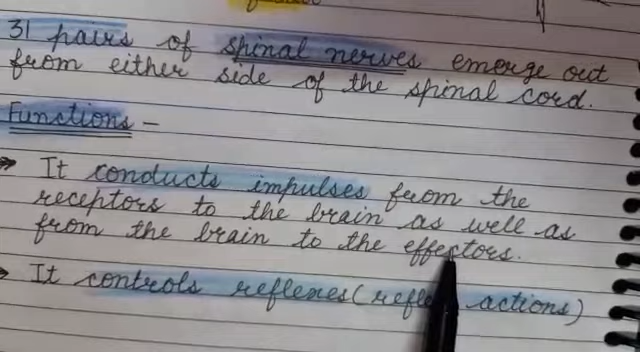 31 pairs of spinal nerves emerge out
from either side of the spinal cord.
Functions -
It conducts impulses from the
receptors to the brain as well as
from the brain to the effectors.
It controls reflexes (actions)